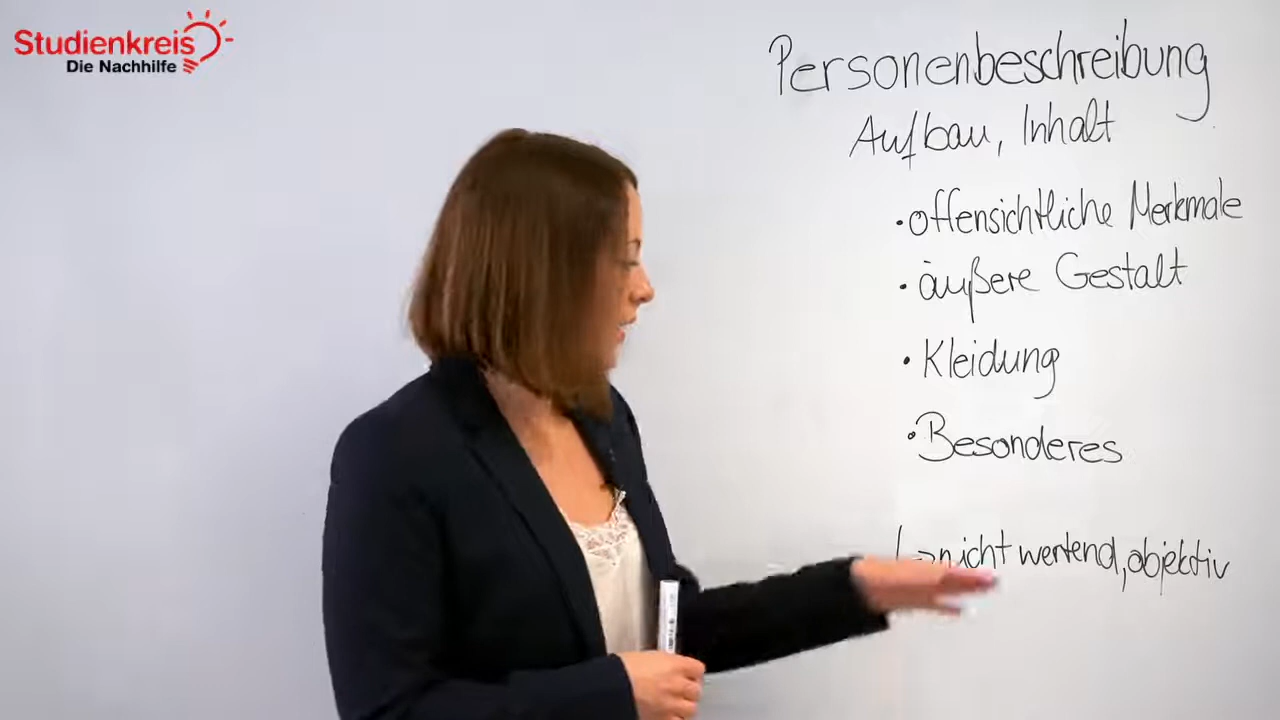 Studienkreis
Die Nachhilfe
Personenbeschreibung
Aufbau, Inhalt
• offensichtliche Merkmale
• äußere Gestalt
• Kleidung
• Besonderes
↳ nicht wertend, objektiv